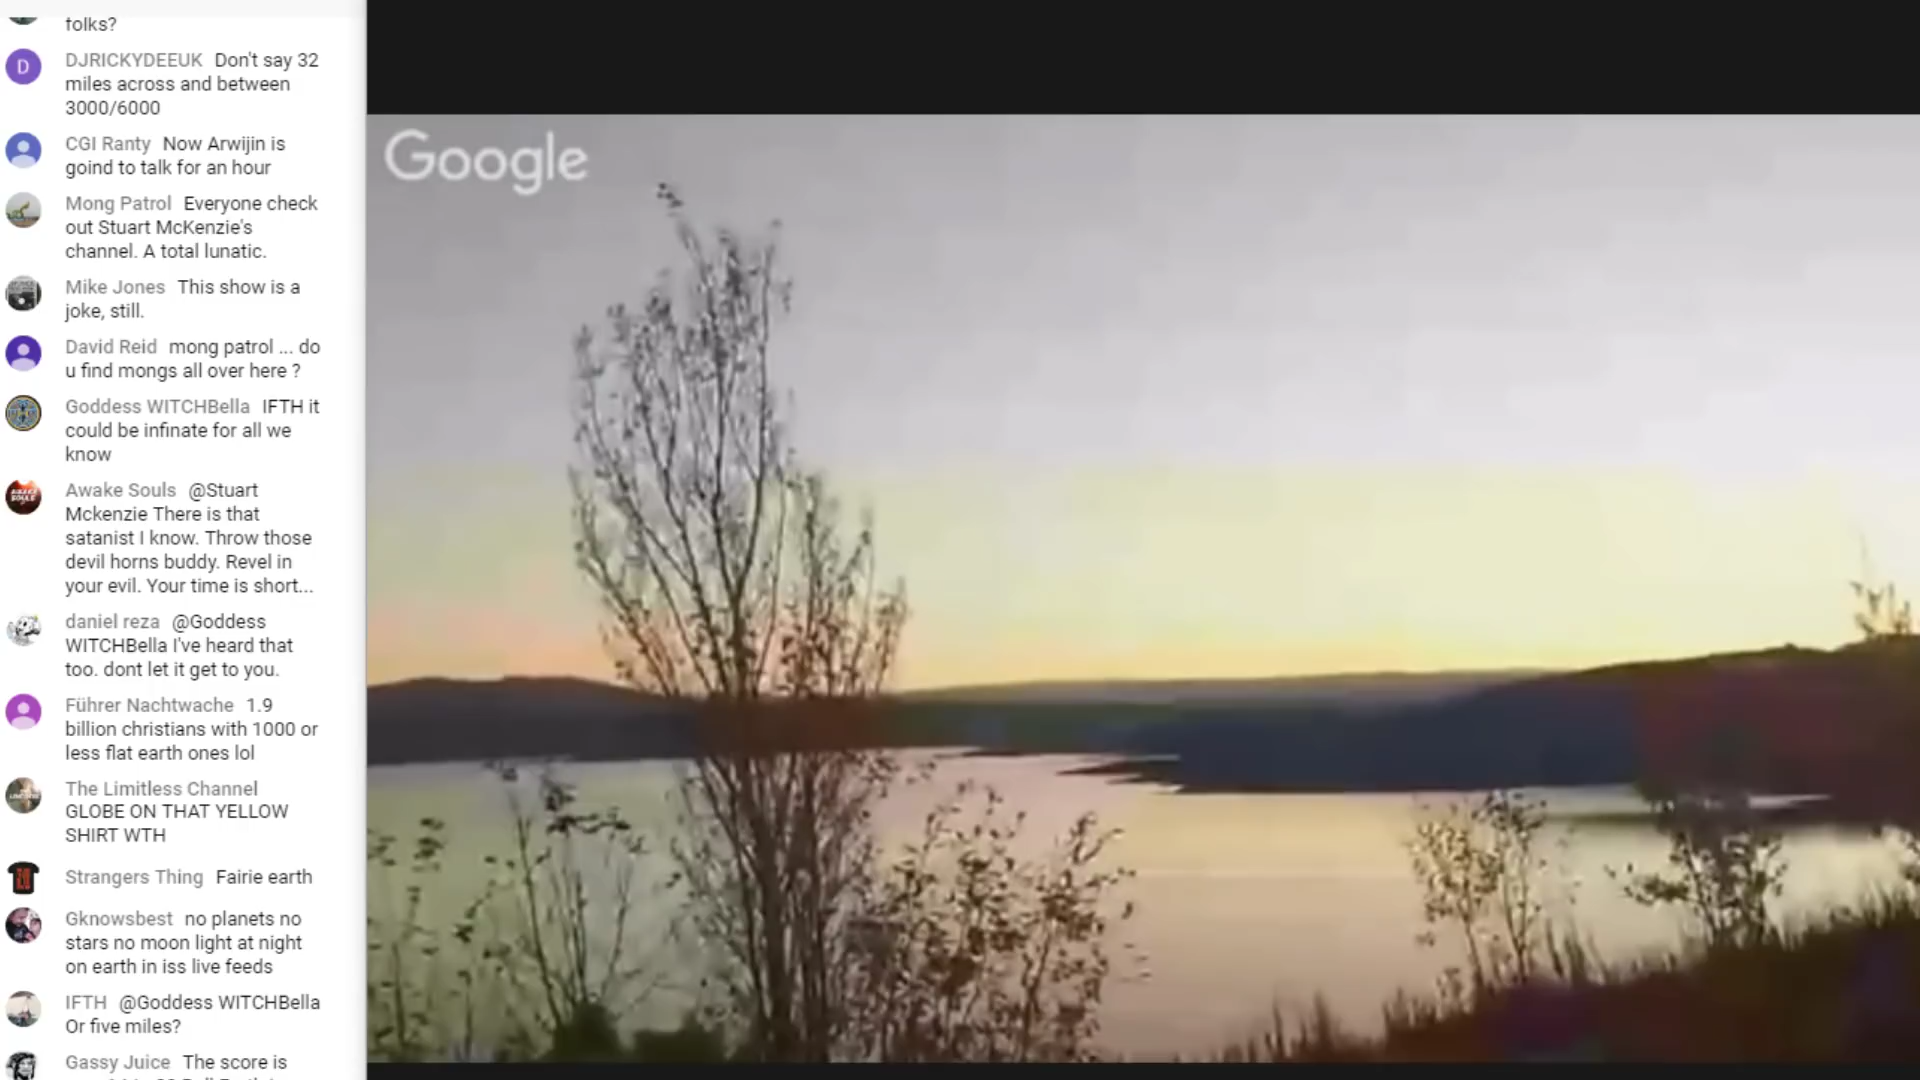 folks?
DJRICKYDEEUK Don't say 32
miles across and between
3000/6000
CGI Ranty Now Arwijin is
goind to talk for an hour
Mong Patrol Everyone check
out Stuart McKenzie's
channel. A total lunatic.
Mike Jones This show is a
joke, still.
David Reid mong patrol ... do
u find mongs all over here ?
Goddess WITCHBella IFTH it
could be infinate for all we
know
Awake Souls @Stuart
Mckenzie There is that
satanist I know. Throw those
devil horns buddy. Revel in
your evil. Your time is short...
daniel reza @Goddess
WITCHBella I've heard that
too. dont let it get to you.
Führer Nachtwache 1.9
billion christians with 1000 or
less flat earth ones lol
The Limitless Channel
GLOBE ON THAT YELLOW
SHIRT WTH
Strangers Thing Fairie earth
Gknowsbest no planets no
stars no moon light at night
on earth in iss live feeds
IFTH @Goddess WITCHBella
Or five miles?
Gassy Juice The score is
D
Google